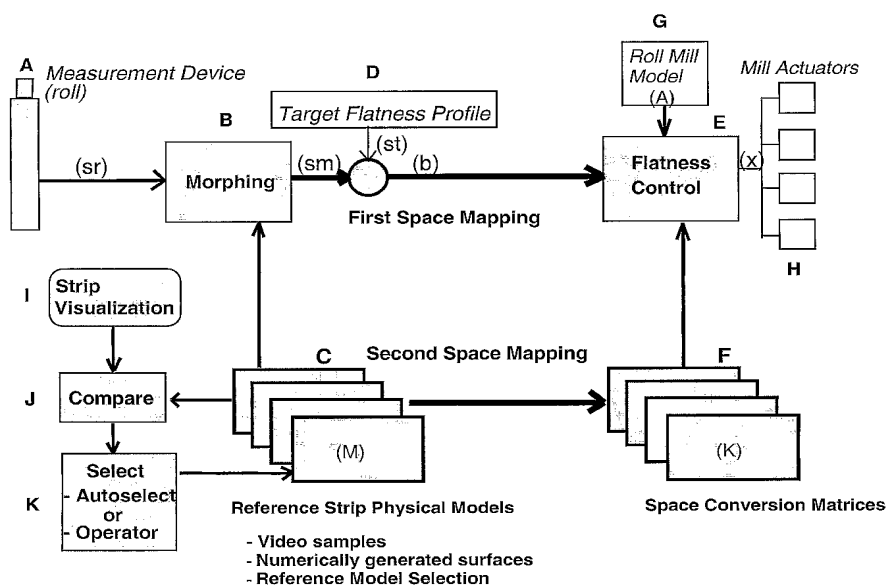 G
A
Measurement Device
(roll)
D
Roll Mill
Model
(A)
Mill Actuators
B
Target Flatness Profile
E
(sr)
Morphing
(sm)
(st)
(b)
Flatness
Control
(x)
First Space Mapping
H
I
Strip
Visualization
C
Second Space Mapping
F
J
Compare
(M)
(K)
K
Select
- Autoselect
or
- Operator
Reference Strip Physical Models
Space Conversion Matrices
- Video samples
- Numerically generated surfaces
- Reference Model Selection